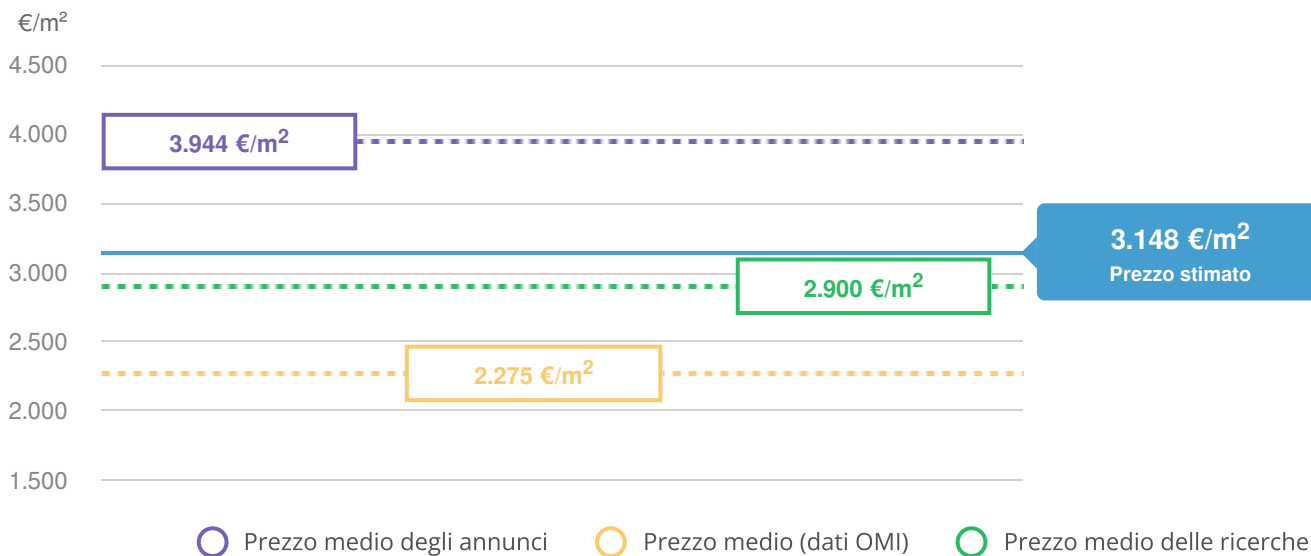 €/m²
4.500
4.000
3.944 €/m²
3.500
3.148 €/m²
Prezzo stimato
3.000
2.900 €/m²
2.500
2.275 €/m²
2.000
1.500
Prezzo medio degli annunci Prezzo medio (dati OMI) Prezzo medio delle ricerche